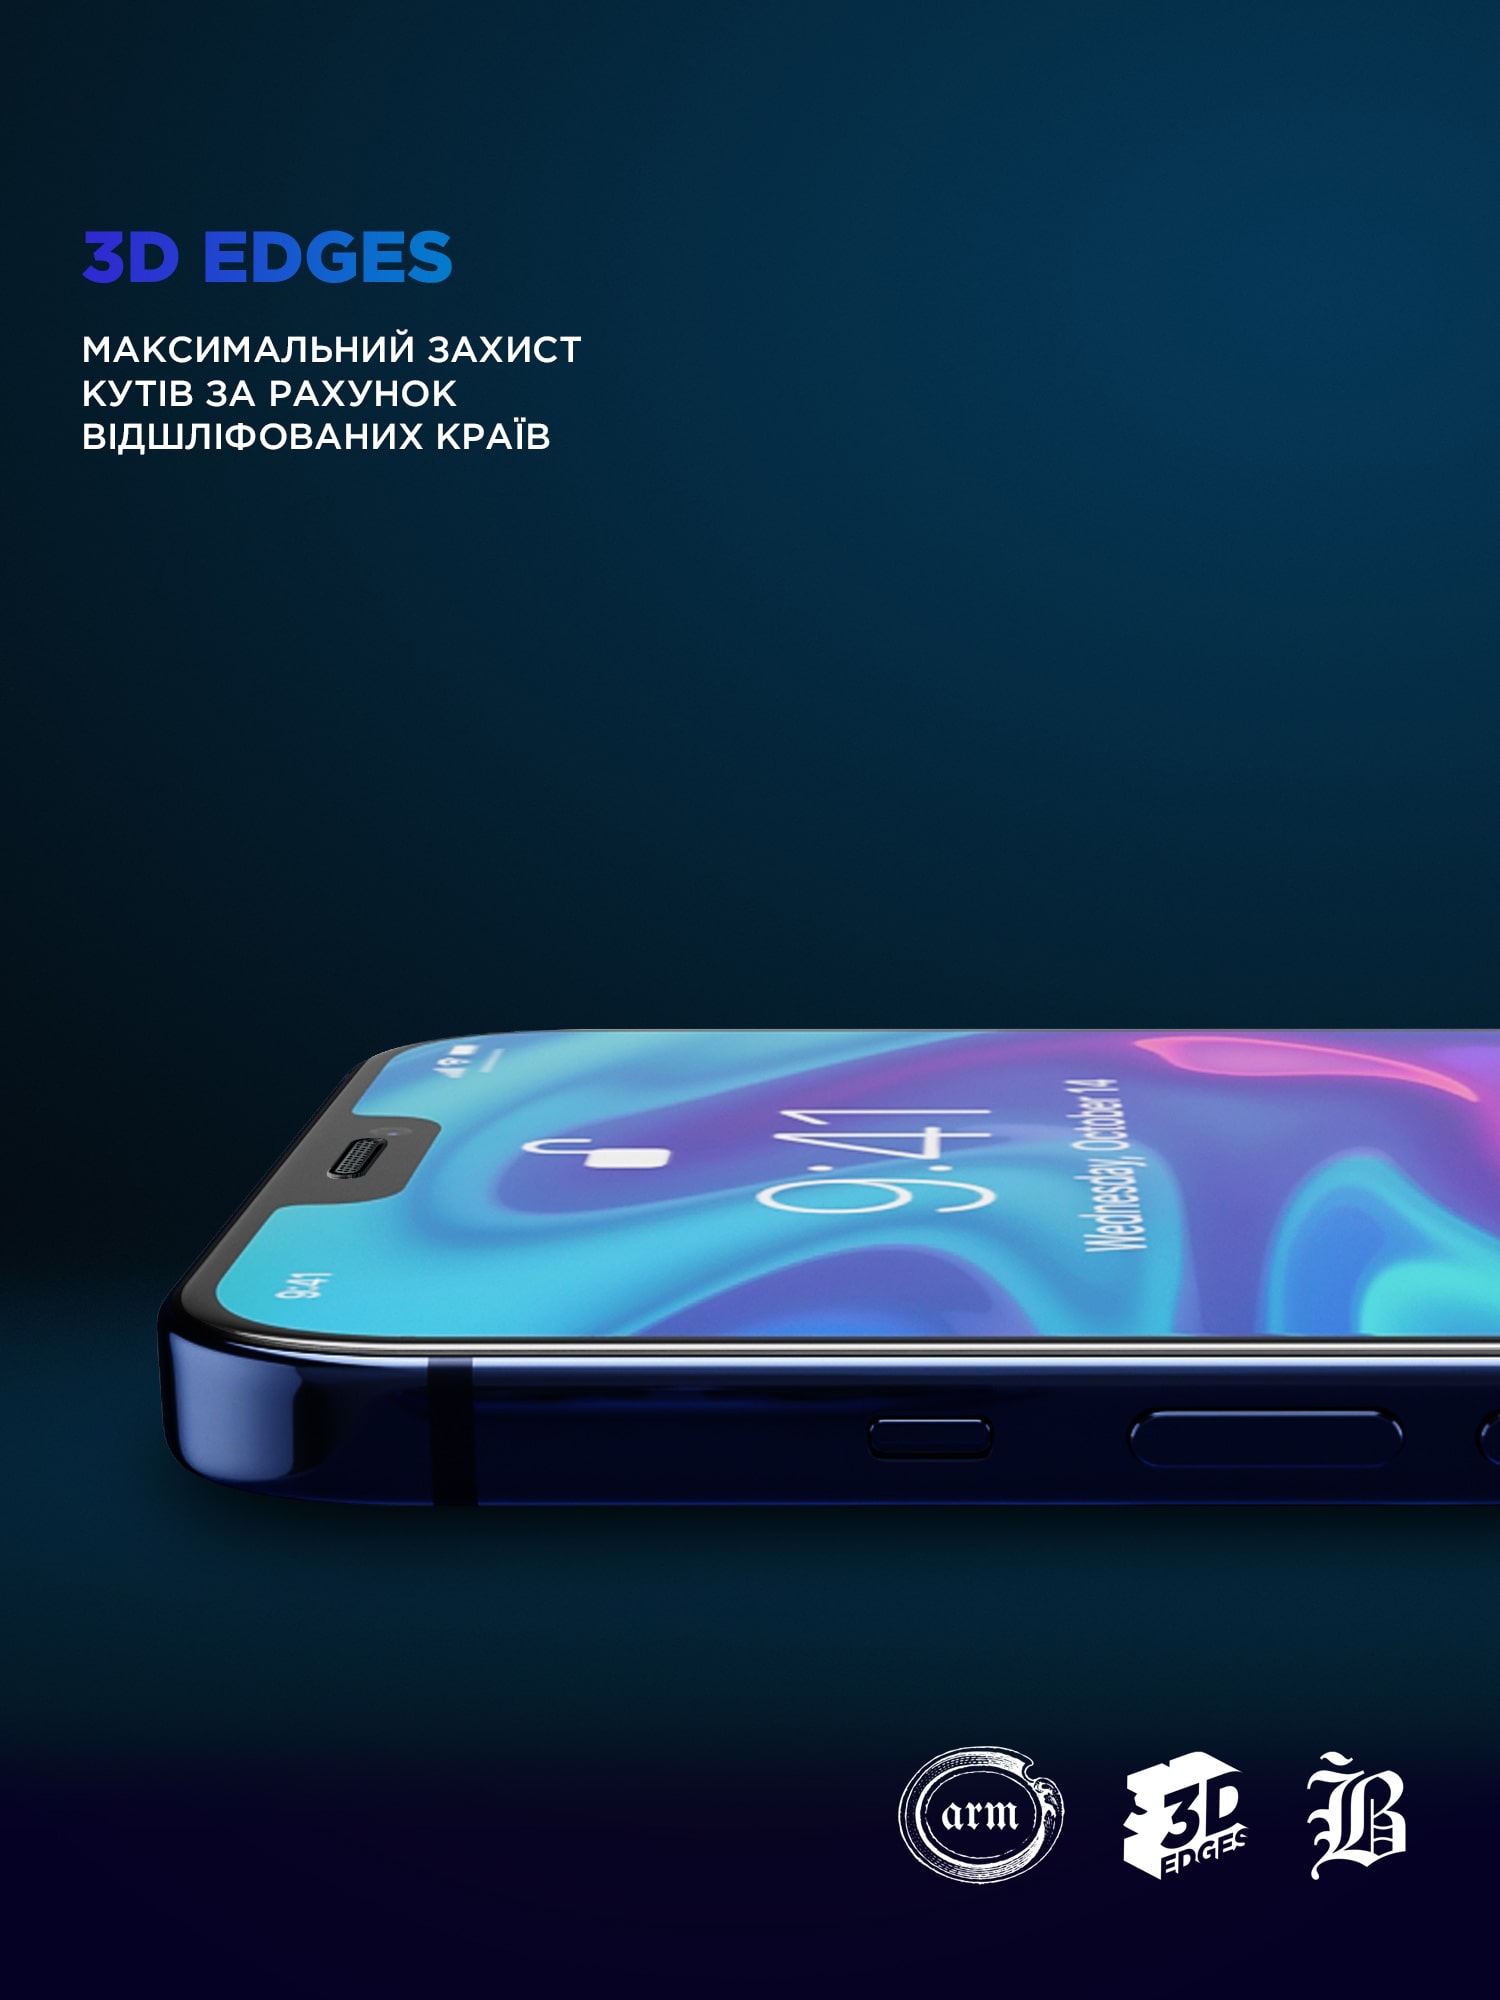 3D EDGES
МАКСИМАЛЬНИЙ ЗАХИСТ
КУТІВ ЗА РАХУНОК
ВІДШЛІФОВАНИХ КРАЇВ
9:41
9:41
Wednesday, October 14
arm
3D
EDGES
B